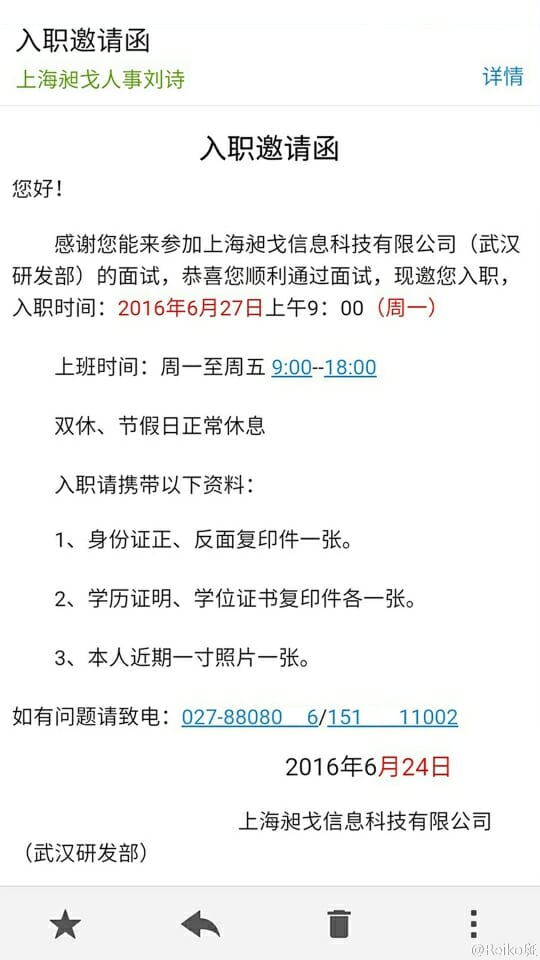 入职邀请函
上海昶戈人事刘诗
详情
入职邀请函
您好！
感谢您能来参加上海昶戈信息科技有限公司（武汉
研发部）的面试，恭喜您顺利通过面试，现邀您入职，
入职时间：2016年6月27日上午9：00（周一）
上班时间：周一至周五 9:00--18:00
双休、节假日正常休息
入职请携带以下资料：
1、身份证正、反面复印件一张。
2、学历证明、学位证书复印件各一张。
3、本人近期一寸照片一张。
如有问题请致电：027-88080 6/151 11002
2016年6月24日
上海昶戈信息科技有限公司
（武汉研发部）